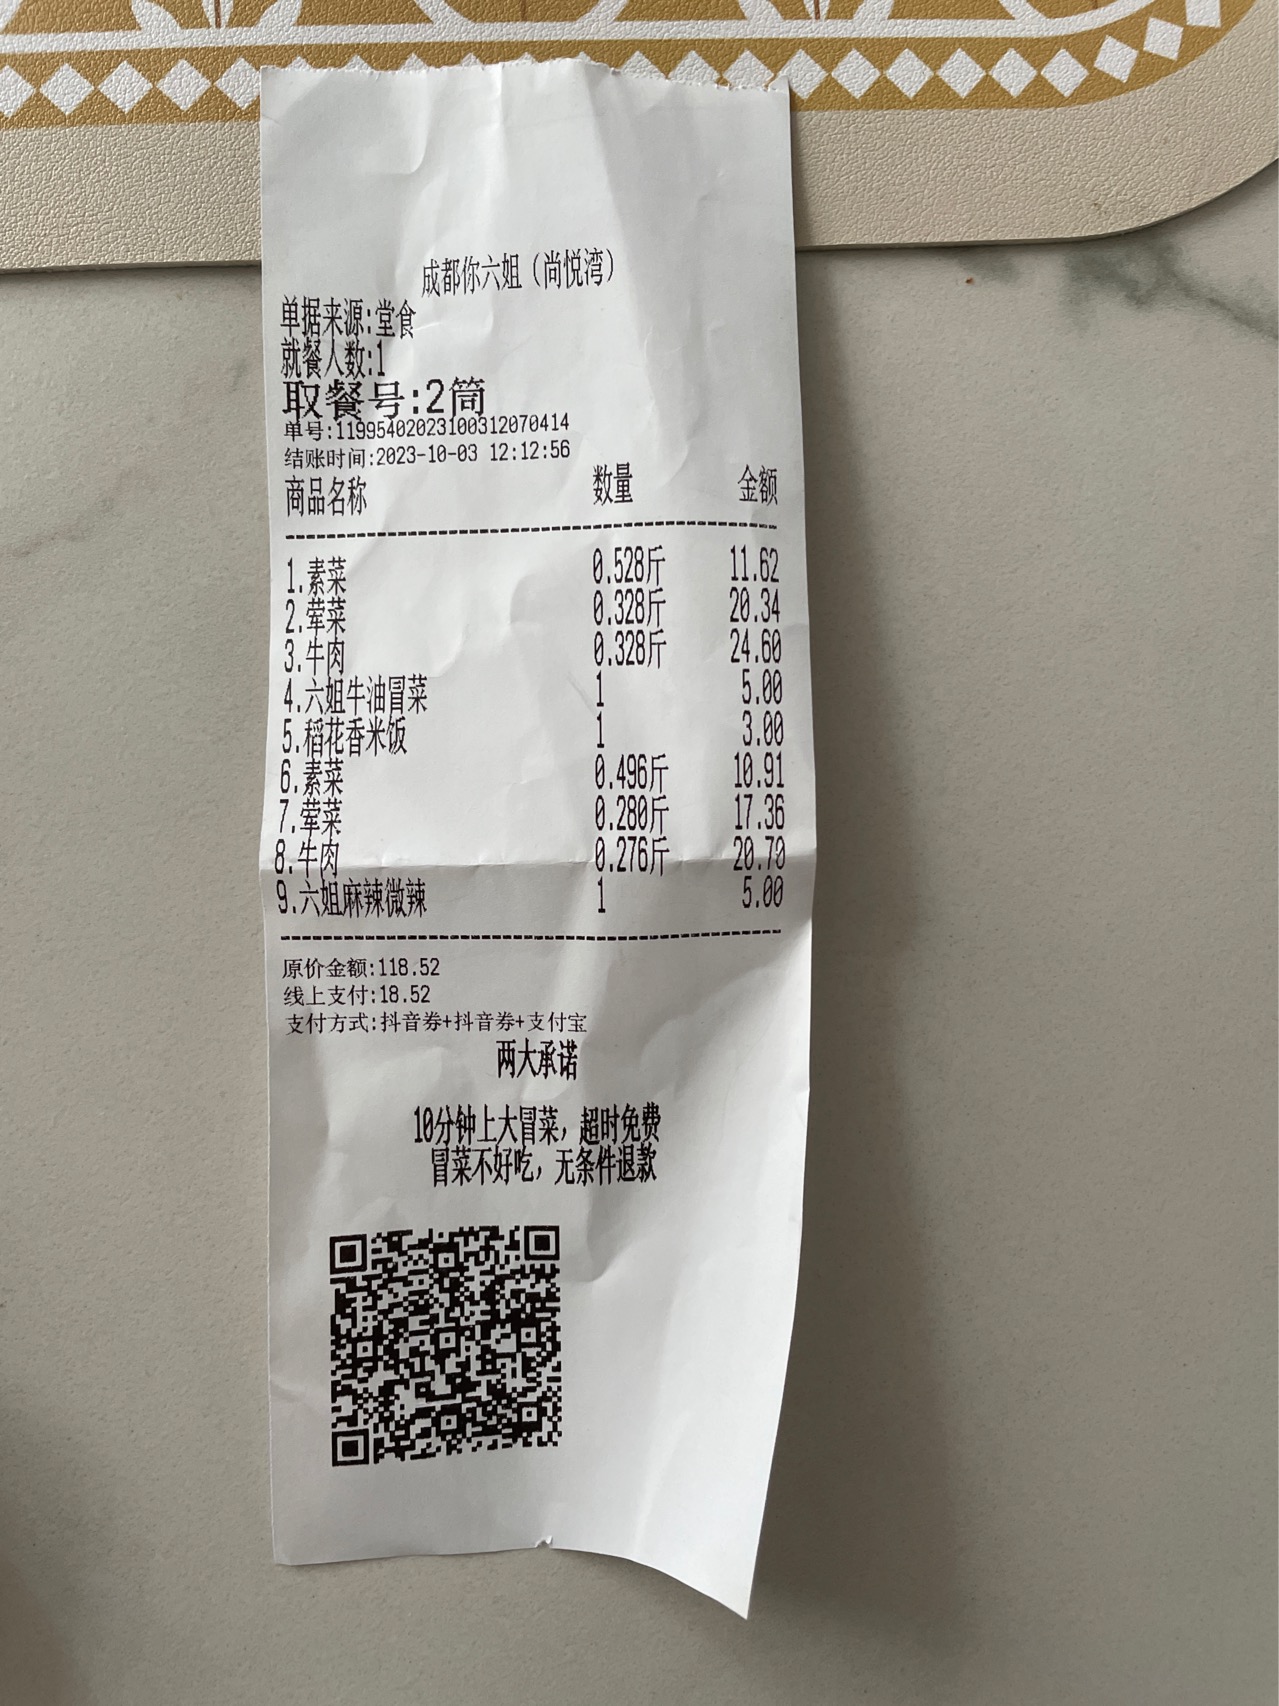 成都你六姐（尚悦湾）
单据来源:堂食
就餐人数:1
取餐号:2筒
单号:11995402023100312070414
结账时间:2023-10-03 12:12:56
商品名称 数量 金额
1.素菜 0.528斤 11.62
2.荤菜 0.328斤 20.34
3.牛肉 0.328斤 24.60
4.六姐牛油冒菜 1 5.00
5.稻花香米饭 1 3.00
6.素菜 0.496斤 10.91
7.荤菜 0.280斤 17.36
8.牛肉 0.276斤 20.70
9.六姐麻辣微辣 1 5.00
原价金额:118.52
线上支付:18.52
支付方式:抖音券+抖音券+支付宝
两大承诺
10分钟上大冒菜，超时免费
冒菜不好吃，无条件退款